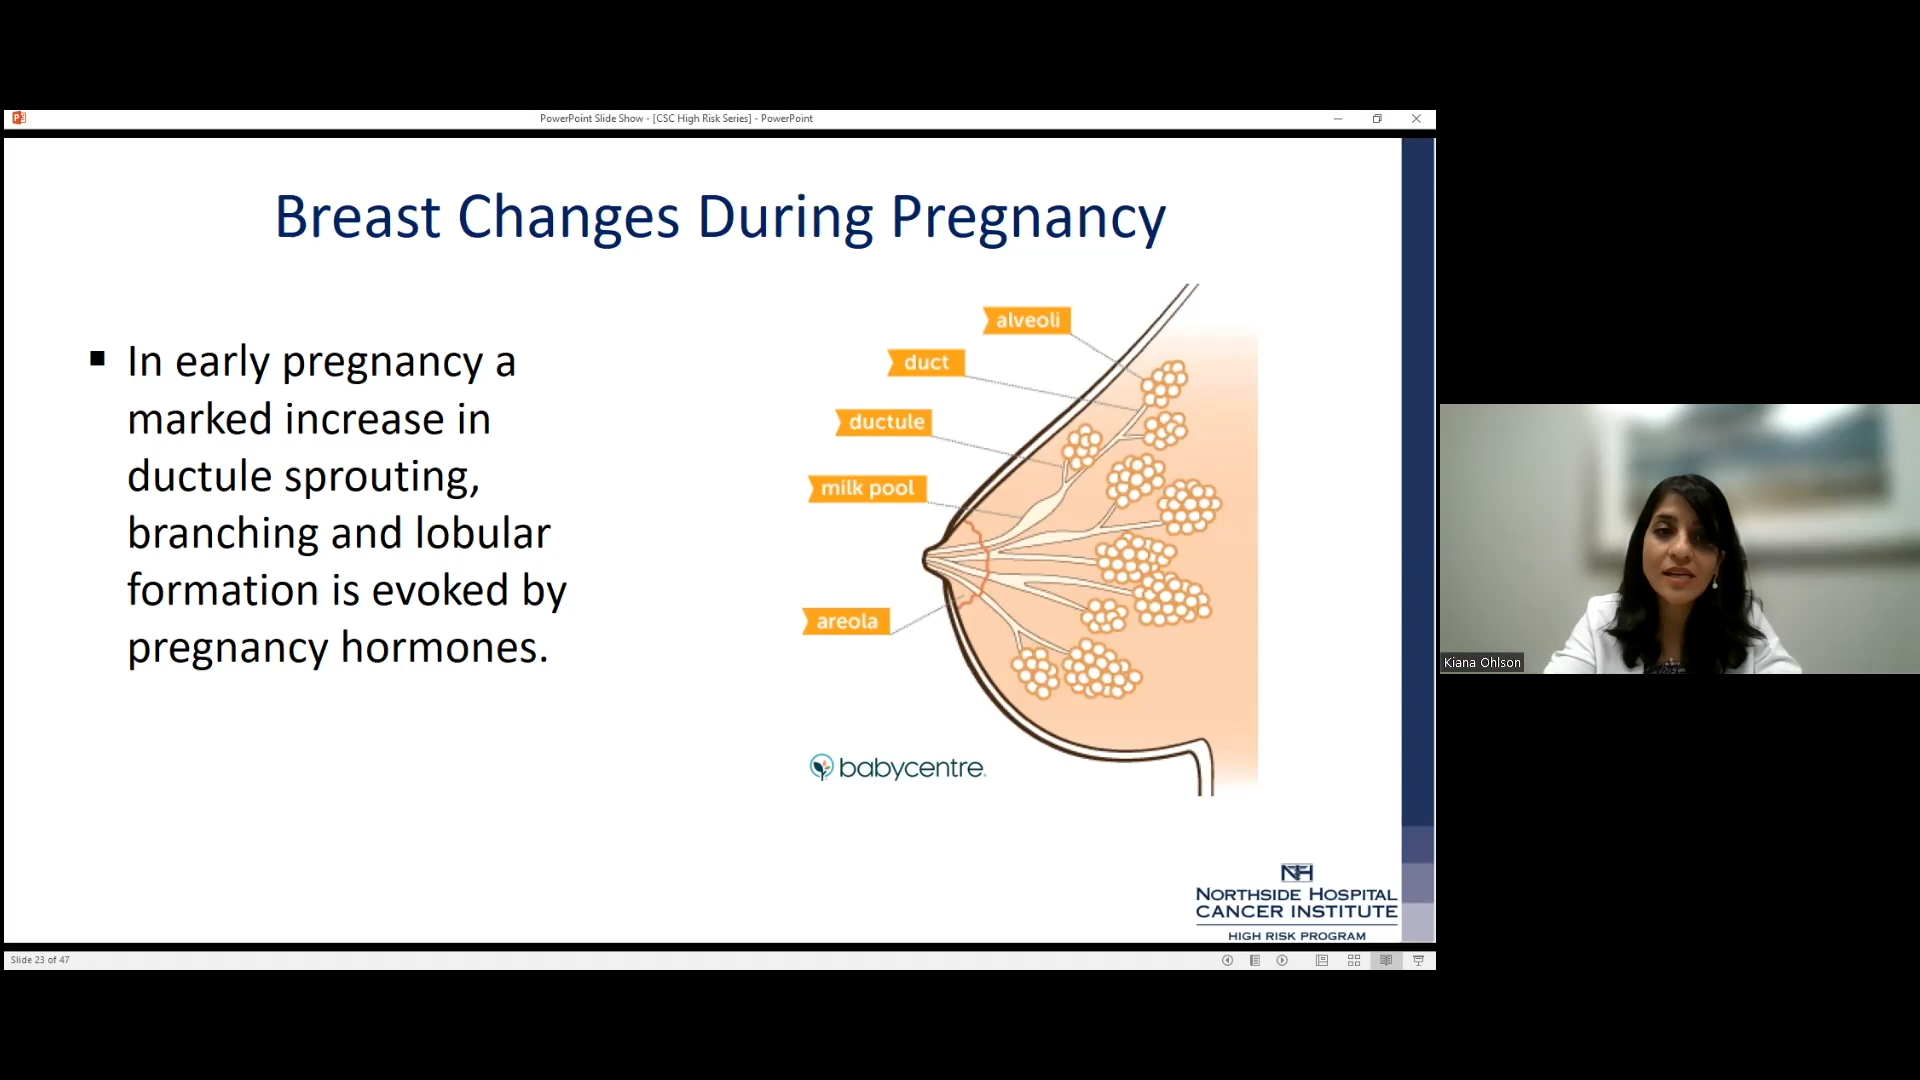 PowerPoint Slide Show - [CSC High Risk Series] - PowerPoint
Breast Changes During Pregnancy
▪ In early pregnancy a
marked increase in
ductule sprouting,
branching and lobular
formation is evoked by
pregnancy hormones.
alveoli
duct
ductule
milk pool
areola
babycentre.
NH
NORTHSIDE HOSPITAL
CANCER INSTITUTE
HIGH RISK PROGRAM
Slide 23 of 47
Kiana Ohlson